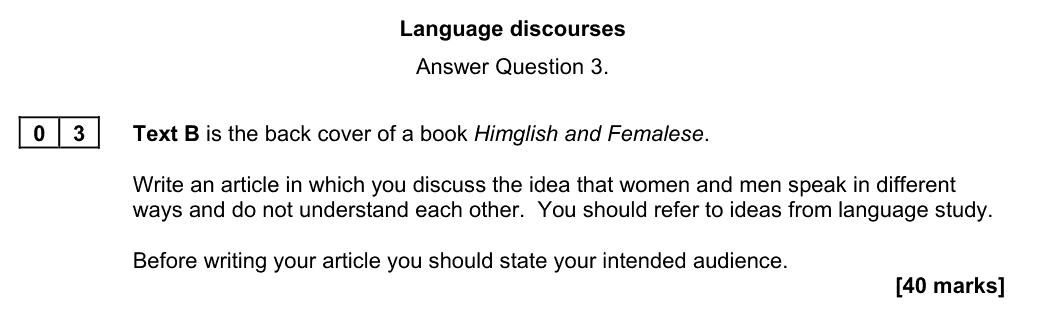 Language discourses
Answer Question 3.
0 3 Text B is the back cover of a book Himglish and Femalese.
Write an article in which you discuss the idea that women and men speak in different
ways and do not understand each other. You should refer to ideas from language study.
Before writing your article you should state your intended audience.
[40 marks]